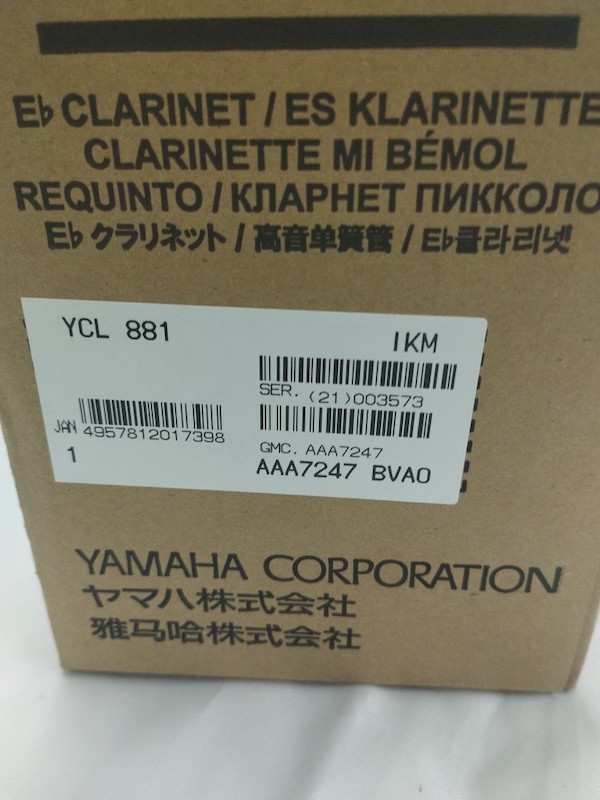 E♭ CLARINET / ES KLARINETTE
CLARINETTE MI BÉMOL
REQUINTO / КЛАРНЕТ ПИККОЛО
E♭ クラリネット / 高音单簧管 / E♭클라리넷
YCL 881 IKM
SER. (21)003573
JAN 4957812017398
GMC. AAA7247
1 AAA7247 BVA0
YAMAHA CORPORATION
ヤマハ株式会社
雅马哈株式会社